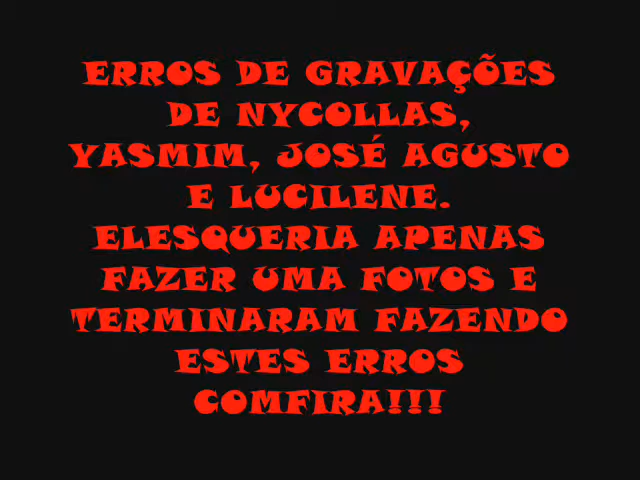 ERROS DE GRAVAÇÕES
DE NYCOLLAS,
YASMIM, JOSÉ AGUSTO
E LUCILENE.
ELESQUERIA APENAS
FAZER UMA FOTOS E
TERMINARAM FAZENDO
ESTES ERROS
COMFIRA!!!